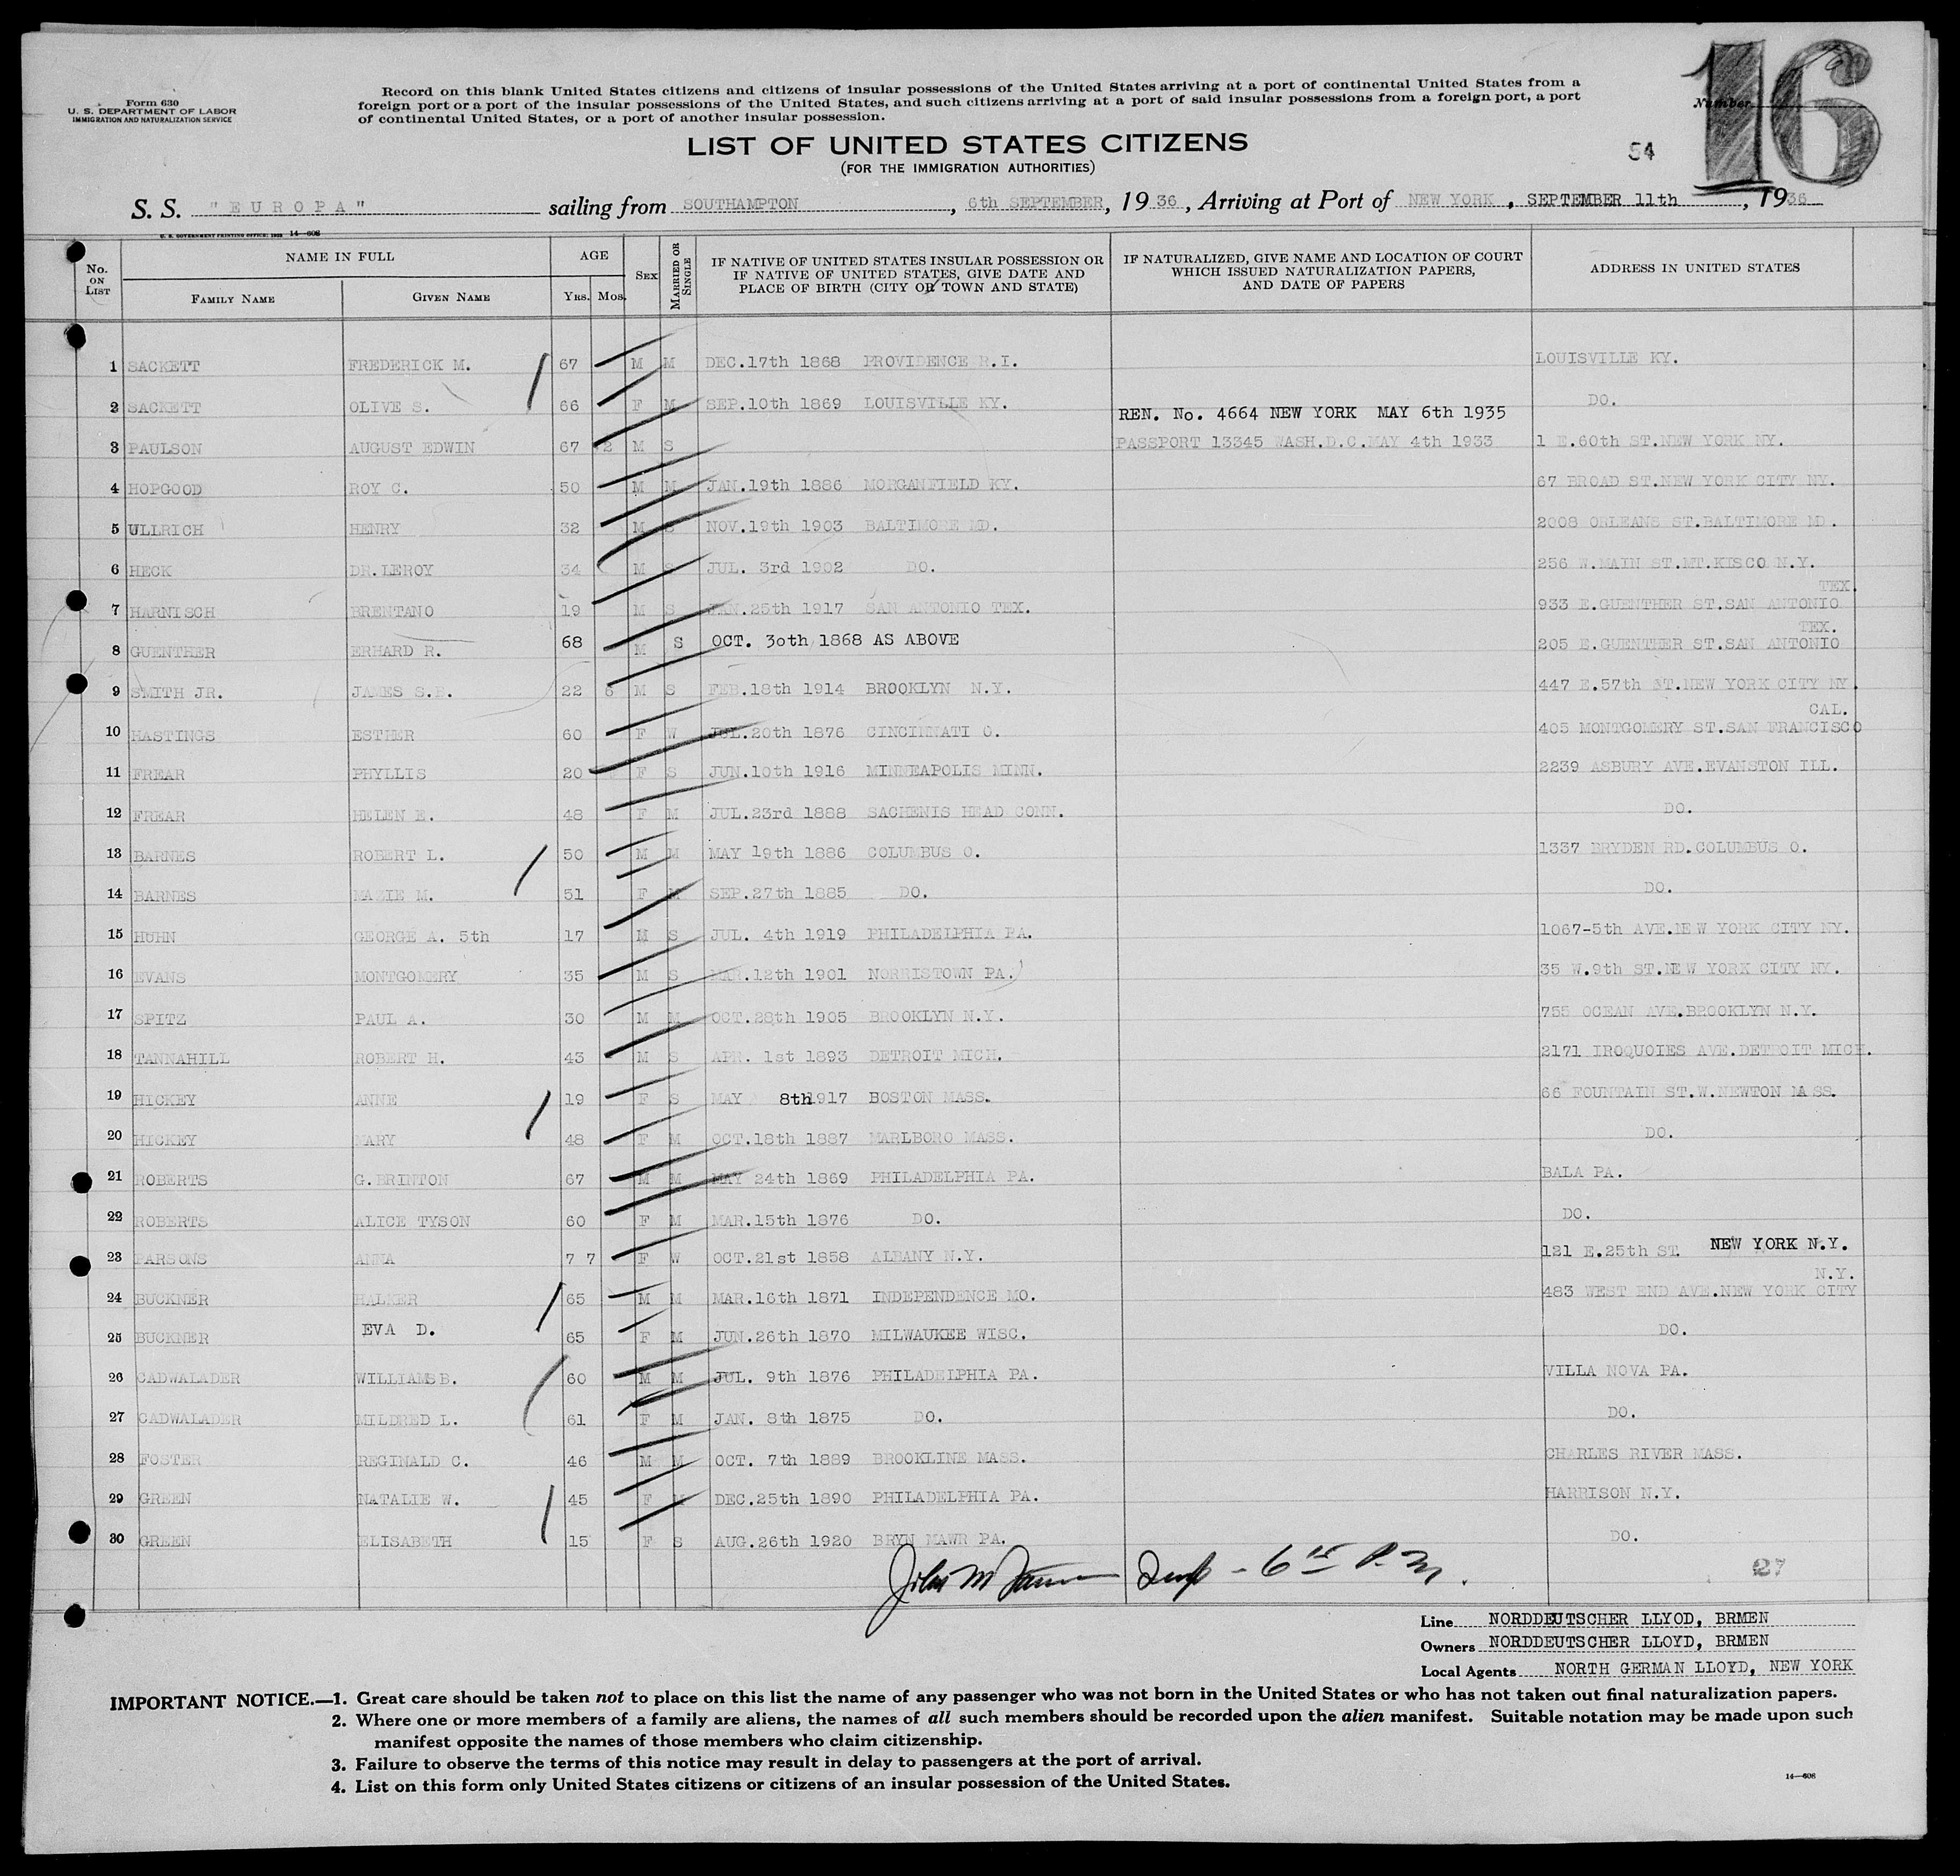 16
Form 630
U. S. DEPARTMENT OF LABOR
IMMIGRATION AND NATURALIZATION SERVICE
Record on this blank United States citizens and citizens of insular possessions of the United States arriving at a port of continental United States from a
foreign port or a port of the insular possessions of the United States, and such citizens arriving at a port of said insular possessions from a foreign port, a port
of continental United States, or a port of another insular possession.
Number
LIST OF UNITED STATES CITIZENS
(FOR THE IMMIGRATION AUTHORITIES)
54
S. S. "EUROPA" sailing from SOUTHAMPTON, 6th SEPTEMBER, 1936, Arriving at Port of NEW YORK, SEPTEMBER 11th, 1936
U. S. GOVERNMENT PRINTING OFFICE: 1935 14-608
No. ON LIST NAME IN FULL AGE SEX MARRIED OR SINGLE IF NATIVE OF UNITED STATES INSULAR POSSESSION OR IF NATIVE OF UNITED STATES, GIVE DATE AND PLACE OF BIRTH (CITY OR TOWN AND STATE) IF NATURALIZED, GIVE NAME AND LOCATION OF COURT WHICH ISSUED NATURALIZATION PAPERS, AND DATE OF PAPERS ADDRESS IN UNITED STATES
FAMILY NAME GIVEN NAME YRS. MOS.
1 SACKETT FREDERICK M. 67 M M DEC.17th 1868 PROVIDENCE R.I. LOUISVILLE KY.
2 SACKETT OLIVE S. 66 F M SEP.10th 1869 LOUISVILLE KY. DO.
REN. No. 4664 NEW YORK MAY 6th 1935
3 PAULSON AUGUST EDWIN 67 2 M S PASSPORT 13345 WASH.D.C.MAY 4th 1933 1 E.60th ST.NEW YORK NY.
4 HOPGOOD ROY C. 50 M M JAN.19th 1886 MORGANFIELD KY. 67 BROAD ST.NEW YORK CITY NY.
5 ULLRICH HENRY 32 M S NOV.19th 1903 BALTIMORE MD. 2008 ORLEANS ST.BALTIMORE MD.
6 HECK DR.LEROY 34 M S JUL. 3rd 1902 DO. 256 W.MAIN ST.MT.KISCO N.Y.
7 HARNISCH BRENTANO 19 M S JAN.25th 1917 SAN ANTONIO TEX. 933 E.GUENTHER ST.SAN ANTONIO TEX.
8 GUENTHER ERHARD R. 68 M S OCT. 3oth 1868 AS ABOVE 205 E.GUENTHER ST.SAN ANTONIO TEX.
9 SMITH JR. JAMES S.B. 22 6 M S FEB.18th 1914 BROOKLYN N.Y. 447 E.57th ST.NEW YORK CITY NY.
10 HASTINGS ESTHER 60 F W JUL.20th 1876 CINCINNATI O. 405 MONTGOMERY ST.SAN FRANCISCO CAL.
11 FREAR PHYLLIS 20 F S JUN.10th 1916 MINNEAPOLIS MINN. 2239 ASBURY AVE.EVANSTON ILL.
12 FREAR HELEN E. 48 F M JUL.23rd 1888 SACHENIS HEAD CONN. DO.
13 BARNES ROBERT L. 50 M M MAY 19th 1886 COLUMBUS O. 1337 BRYDEN RD.COLUMBUS O.
14 BARNES MAZIE M. 51 F M SEP.27th 1885 DO. DO.
15 HUHN GEORGE A. 5th 17 M S JUL. 4th 1919 PHILADELPHIA PA. 1067-5th AVE.NEW YORK CITY NY.
16 EVANS MONTGOMERY 35 M S MAR.12th 1901 NORRISTOWN PA. 35 W.9th ST.NEW YORK CITY NY.
17 SPITZ PAUL A. 30 M M OCT.28th 1905 BROOKLYN N.Y. 755 OCEAN AVE.BROOKLYN N.Y.
18 TANNAHILL ROBERT H. 43 M S APR. 1st 1893 DETROIT MICH. 2171 IROQUOIES AVE.DETROIT MICH.
19 HICKEY ANNE 19 F S MAY 8th1917 BOSTON MASS. 66 FOUNTAIN ST.W.NEWTON MASS.
20 HICKEY MARY 48 F M OCT.18th 1887 MARLBORO MASS. DO.
21 ROBERTS G.BRINTON 67 M M MAY 24th 1869 PHILADELPHIA PA. BALA PA.
22 ROBERTS ALICE TYSON 60 F M MAR.15th 1876 DO. DO.
23 PARSONS ANNA 7 7 F W OCT.21st 1858 ALBANY N.Y. 121 E.25th ST. NEW YORK N.Y.
24 BUCKNER HALKER 65 M M MAR.16th 1871 INDEPENDENCE MO. 483 WEST END AVE.NEW YORK CITY N.Y.
25 BUCKNER EVA D. 65 F M JUN.26th 1870 MILWAUKEE WISC. DO.
26 CADWALADER WILLIAMSB. 60 M M JUL. 9th 1876 PHILADELPHIA PA. VILLA NOVA PA.
27 CADWALADER MILDRED L. 61 F M JAN. 8th 1875 DO. DO.
28 FOSTER REGINALD C. 46 M M OCT. 7th 1889 BROOKLINE MASS. CHARLES RIVER MASS.
29 GREEN NATALIE W. 45 F M DEC.25th 1890 PHILADELPHIA PA. HARRISON N.Y.
30 GREEN ELISABETH 15 F S AUG.26th 1920 BRYN MAWR PA. DO.
27
Line NORDDEUTSCHER LLYOD, BRMEN
Owners NORDDEUTSCHER LLOYD, BRMEN
Local Agents NORTH GERMAN LLOYD, NEW YORK
IMPORTANT NOTICE.—1. Great care should be taken not to place on this list the name of any passenger who was not born in the United States or who has not taken out final naturalization papers.
2. Where one or more members of a family are aliens, the names of all such members should be recorded upon the alien manifest. Suitable notation may be made upon such
manifest opposite the names of those members who claim citizenship.
3. Failure to observe the terms of this notice may result in delay to passengers at the port of arrival.
4. List on this form only United States citizens or citizens of an insular possession of the United States.
14-608